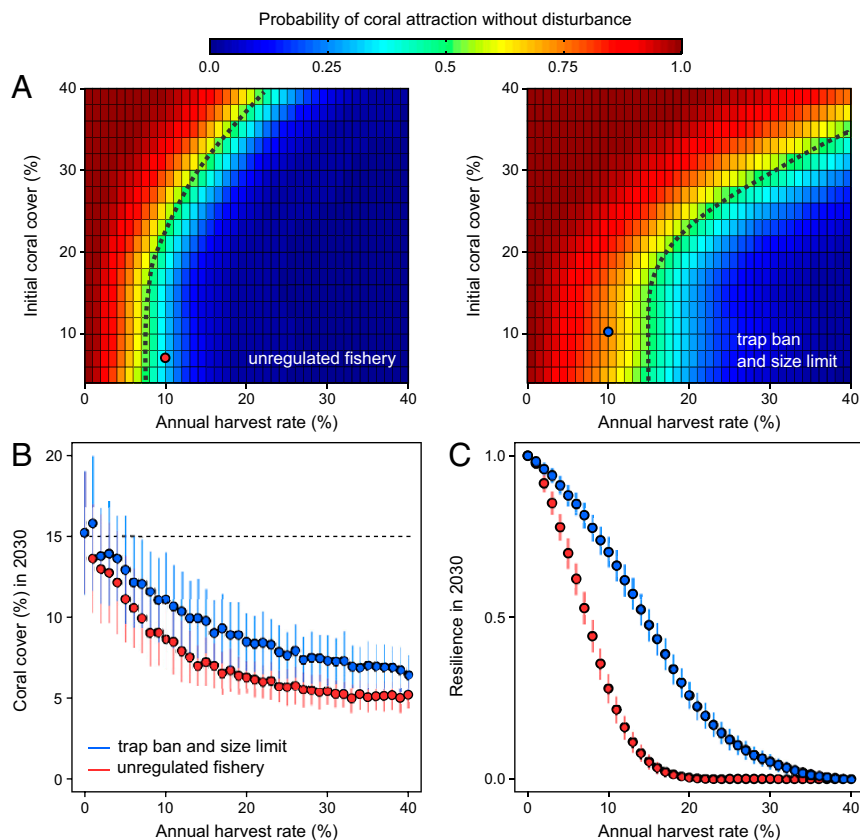 Probability of coral attraction without disturbance
0.0 0.25 0.5 0.75 1.0
A
40
30
20
10
Initial coral cover (%)
unregulated fishery
0 10 20 30 40
Annual harvest rate (%)
40
30
20
10
Initial coral cover (%)
trap ban
and size limit
0 10 20 30 40
Annual harvest rate (%)
B
20
15
10
5
0
Coral cover (%) in 2030
trap ban and size limit
unregulated fishery
0 10 20 30 40
Annual harvest rate (%)
C
1.0
0.5
0.0
Resilience in 2030
0 10 20 30 40
Annual harvest rate (%)